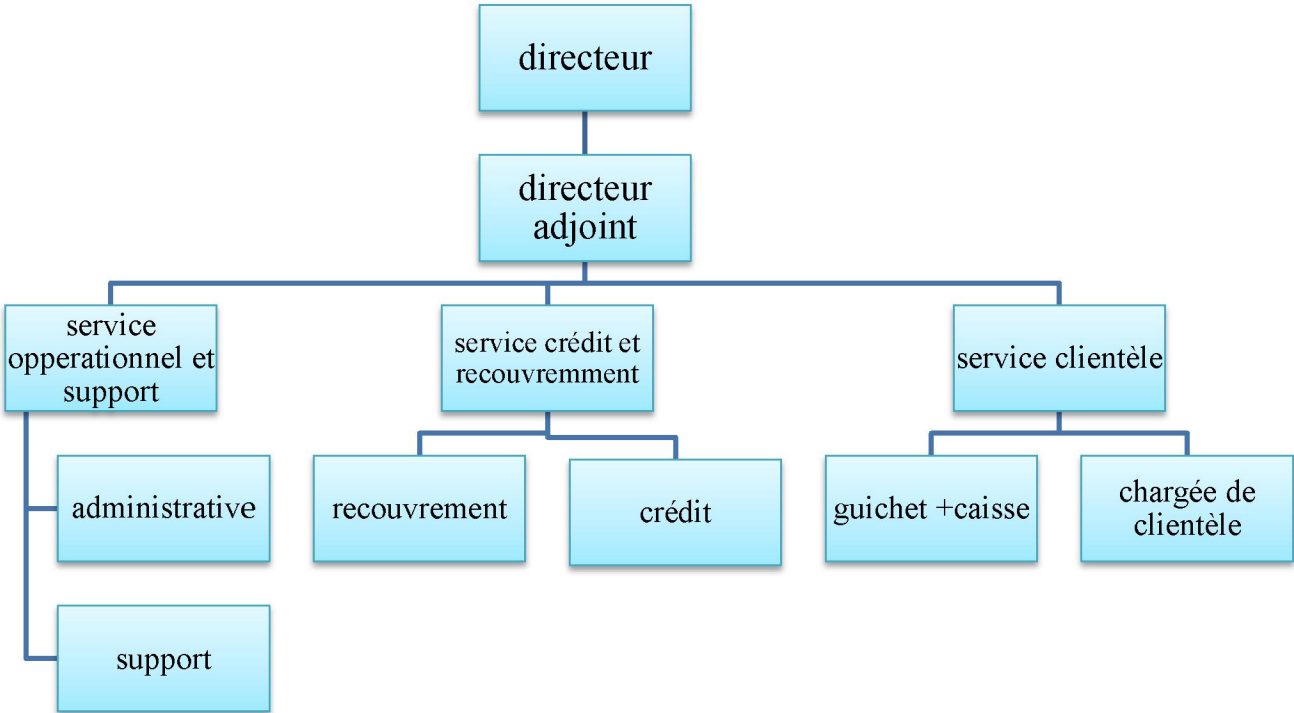 directeur
directeur
adjoint
service
opperationnel et
support
service crédit et
recouvremment
service clientèle
administrative
recouvrement
crédit
guichet +caisse
chargée de
clientèle
support